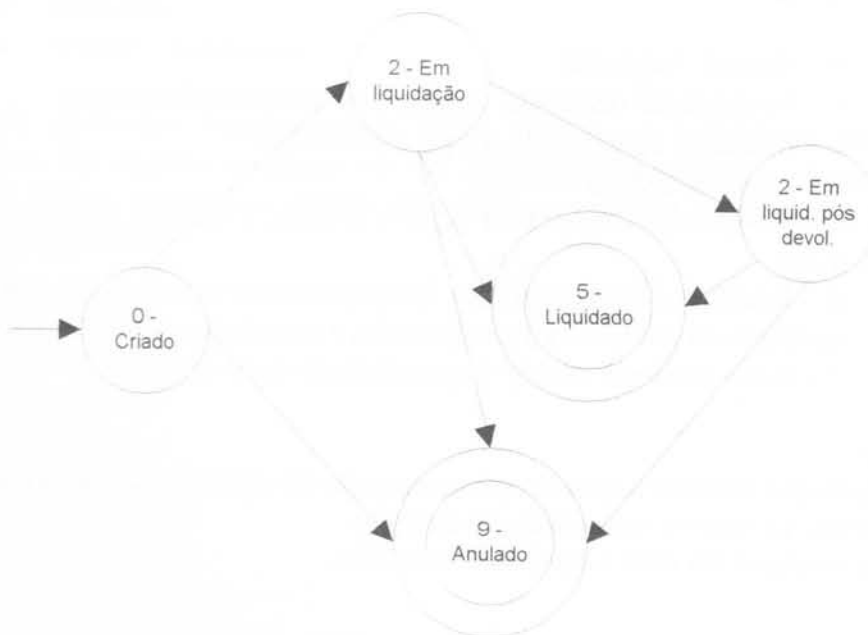 2 - Em
liquidação
2 - Em
liquid. pós
devol.
5 -
Liquidado
0 -
Criado
9 -
Anulado